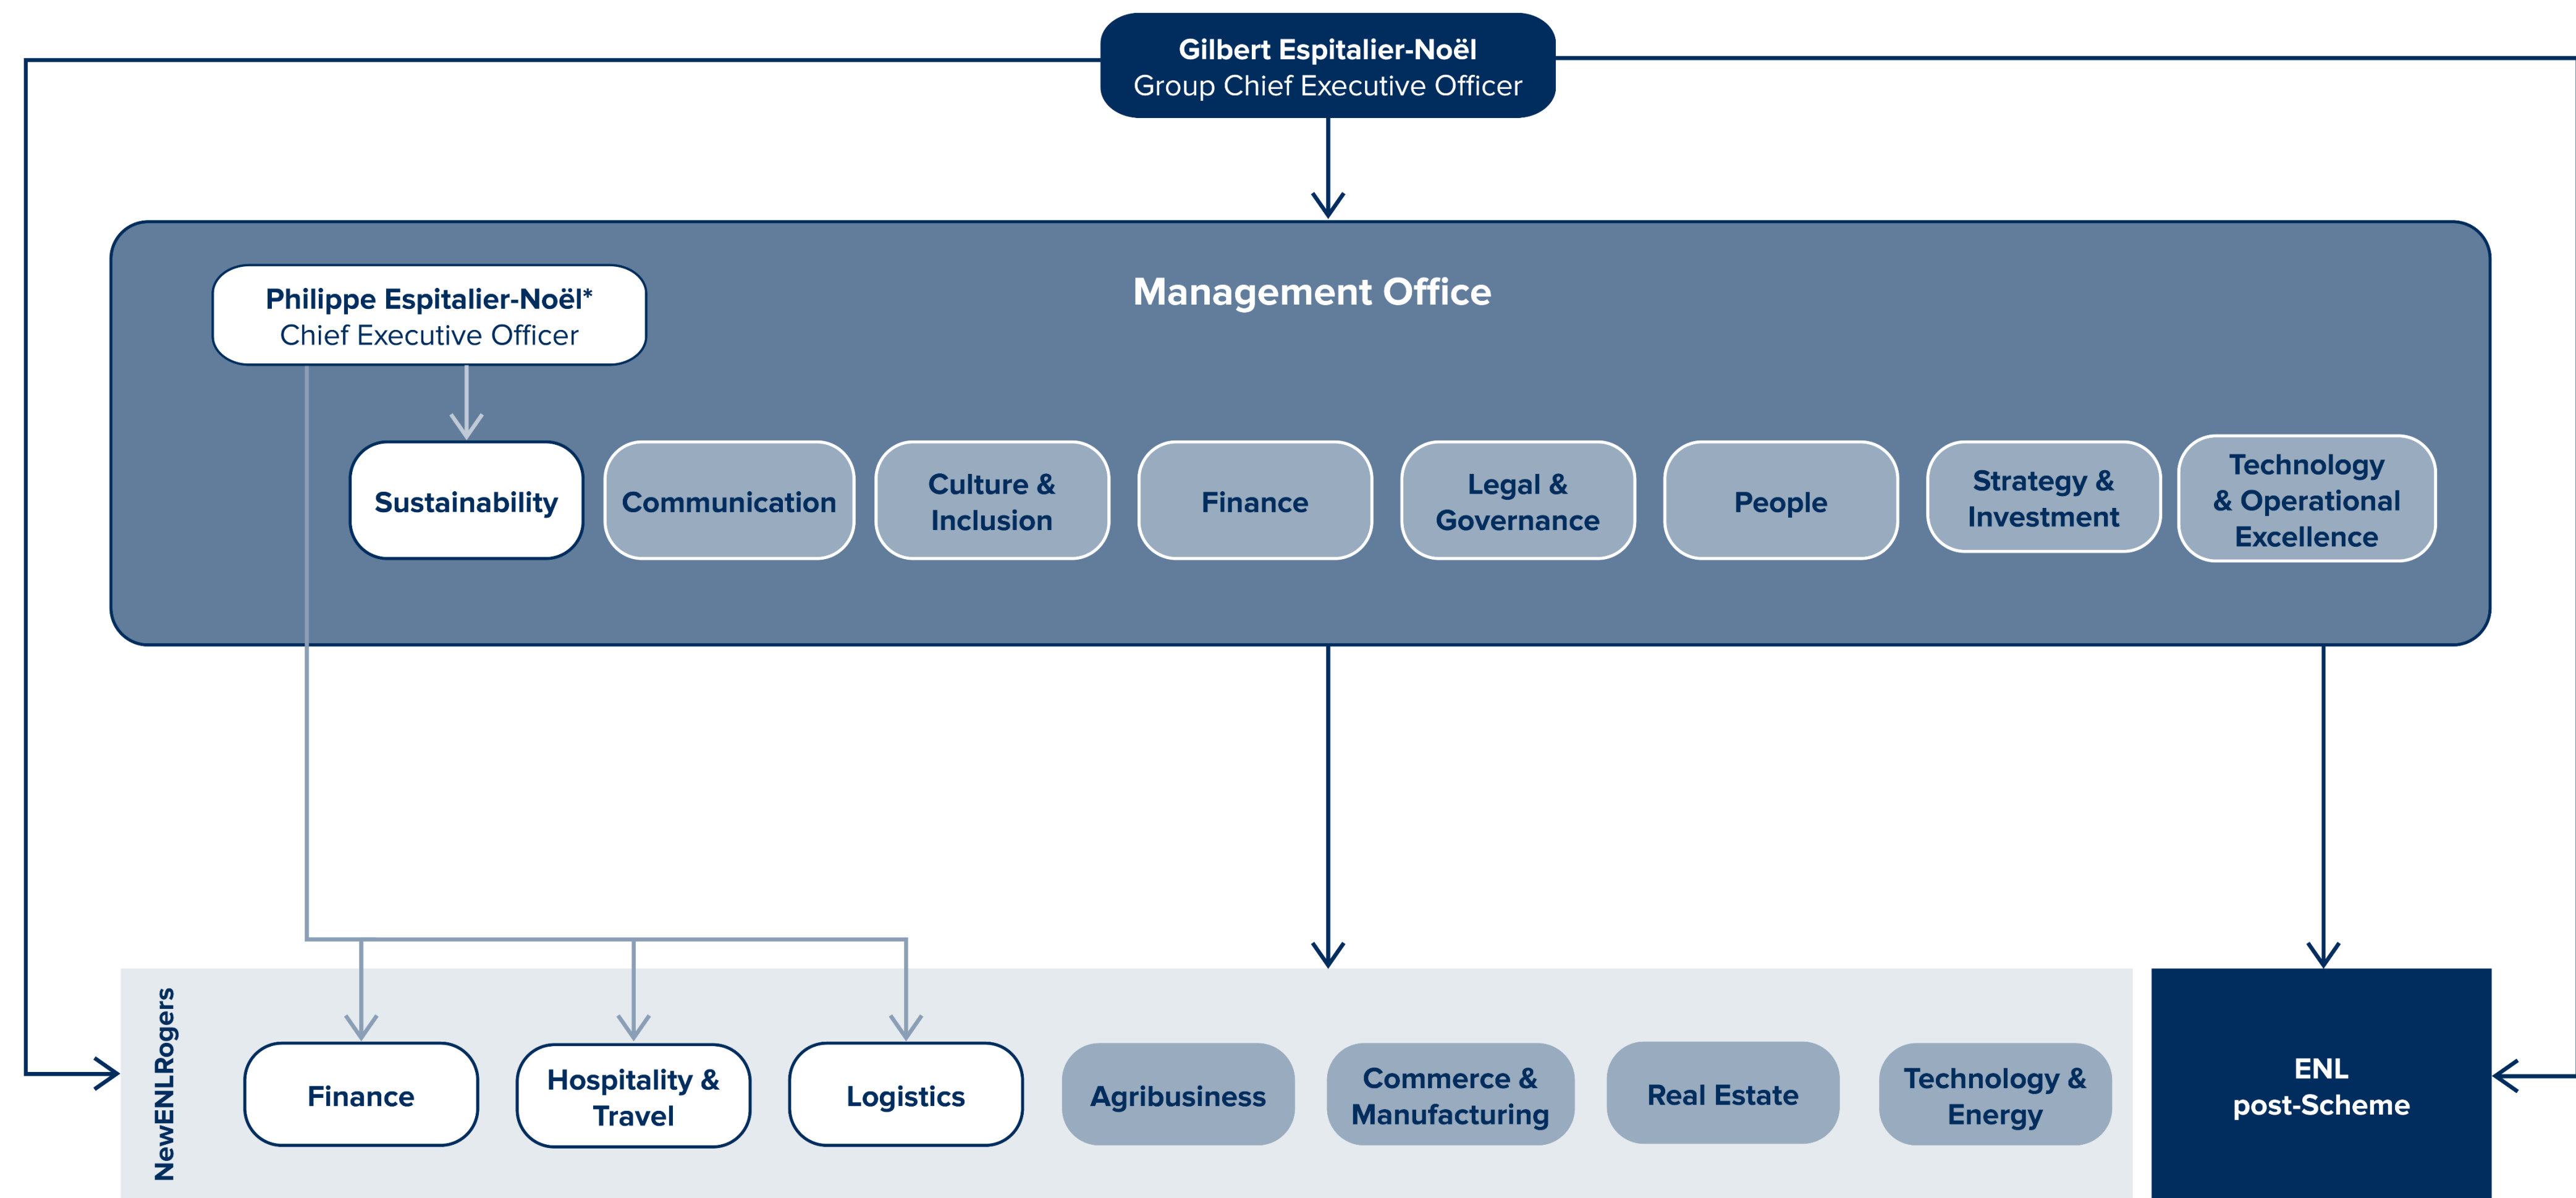 Gilbert Espitalier-Noël
Group Chief Executive Officer
Management Office
Philippe Espitalier-Noël*
Chief Executive Officer
Sustainability
Communication
Culture &
Inclusion
Finance
Legal &
Governance
People
Strategy &
Investment
Technology
& Operational
Excellence
NewENLRogers
Finance
Hospitality &
Travel
Logistics
Agribusiness
Commerce &
Manufacturing
Real Estate
Technology &
Energy
ENL
post-Scheme